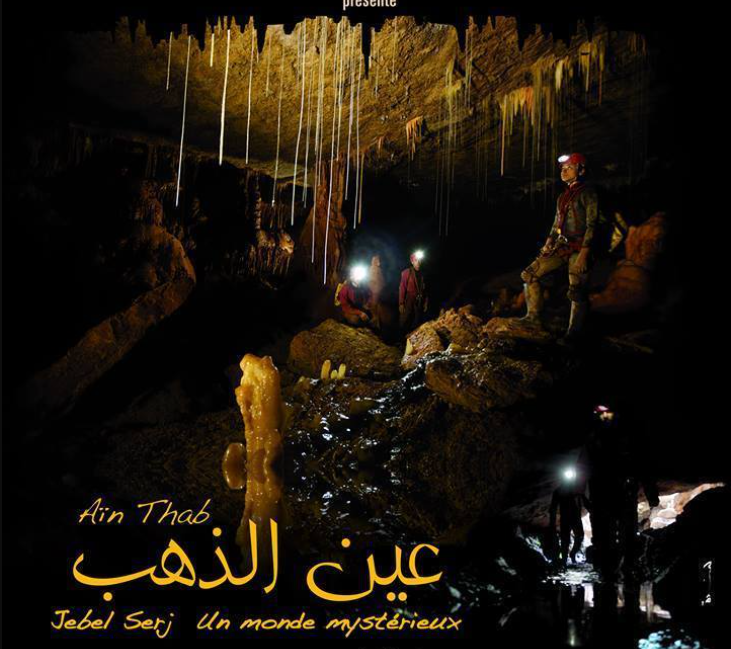 présente
Aïn Thab
عين الذهب
Jebel Serj Un monde mystérieux